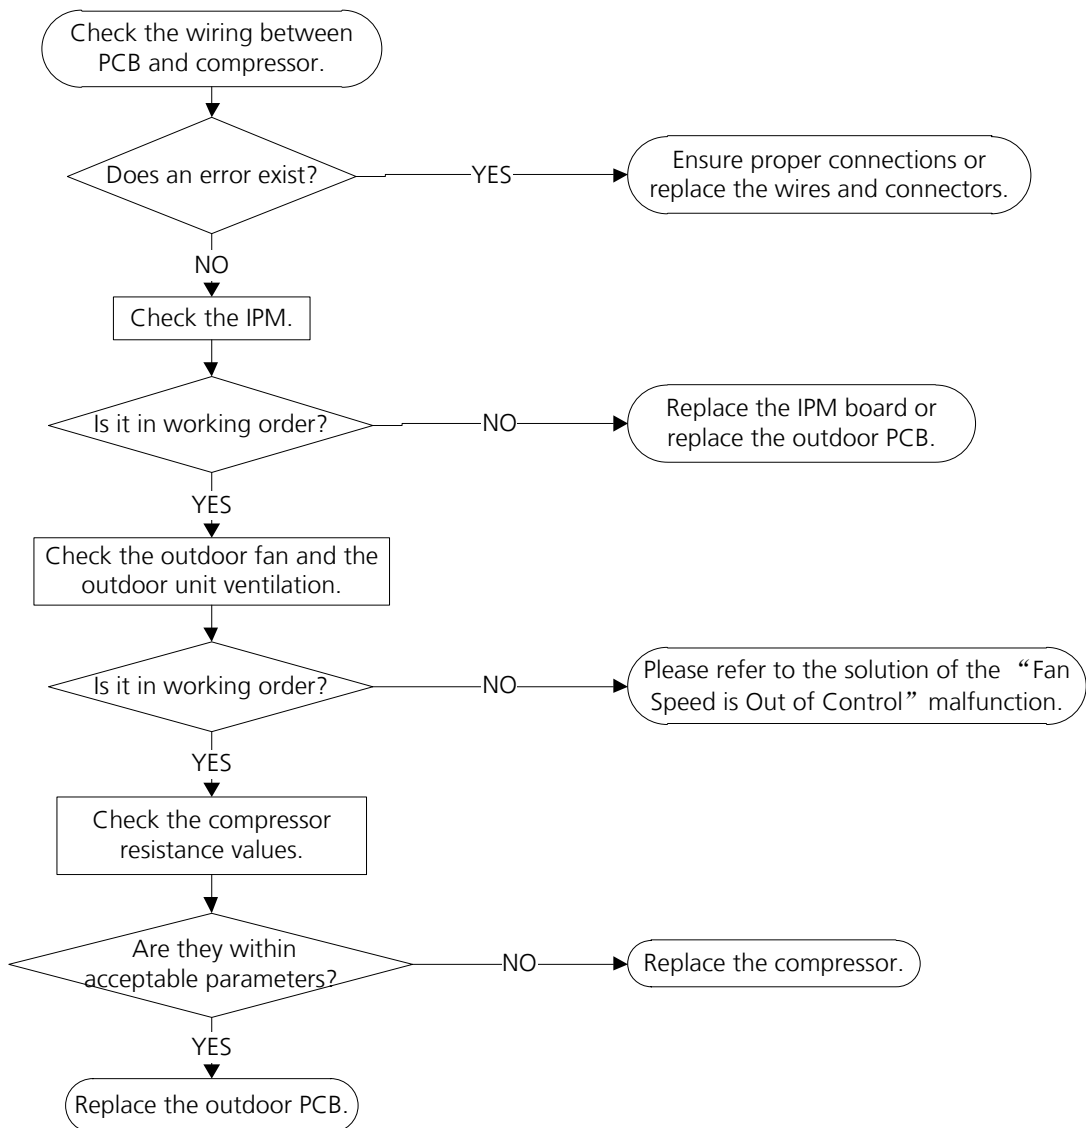 Check the wiring between
PCB and compressor.
Does an error exist?
YES
Ensure proper connections or
replace the wires and connectors.
NO
Check the IPM.
Is it in working order?
NO
Replace the IPM board or
replace the outdoor PCB.
YES
Check the outdoor fan and the
outdoor unit ventilation.
Is it in working order?
NO
Please refer to the solution of the “Fan
Speed is Out of Control” malfunction.
YES
Check the compressor
resistance values.
Are they within
acceptable parameters?
NO
Replace the compressor.
YES
Replace the outdoor PCB.